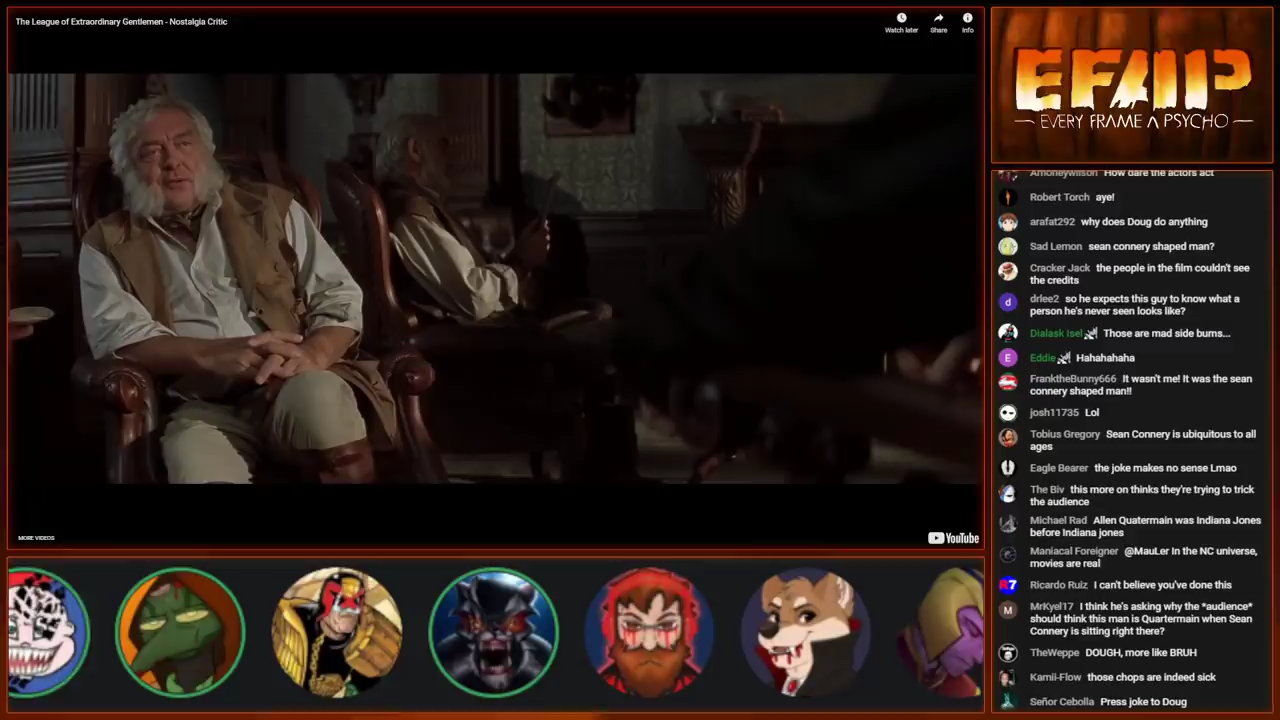 The League of Extraordinary Gentlemen - Nostalgia Critic
Watch later
Share
Info
MORE VIDEOS
YouTube
EFAP
EVERY FRAME A PSYCHO
Amoneywilson How dare the actors act
Robert Torch aye!
arafat292 why does Doug do anything
Sad Lemon sean connery shaped man?
Cracker Jack the people in the film couldn't see
the credits
drlee2 so he expects this guy to know what a
person he's never seen looks like?
Dialask Isel Those are mad side burns...
Eddie Hahahahaha
FranktheBunny666 It wasn't me! It was the sean
connery shaped man!!
josh11735 Lol
Tobius Gregory Sean Connery is ubiquitous to all
ages
Eagle Bearer the joke makes no sense Lmao
The Biv this more on thinks they're trying to trick
the audience
Michael Rad Allen Quatermain was Indiana Jones
before Indiana jones
Maniacal Foreigner @MauLer In the NC universe,
movies are real
R7
Ricardo Ruiz I can't believe you've done this
MrKyel17 I think he's asking why the *audience*
should think this man is Quartermain when Sean
Connery is sitting right there?
TheWeppe DOUGH, more like BRUH
Kamii-Flow those chops are indeed sick
Señor Cebolla Press joke to Doug